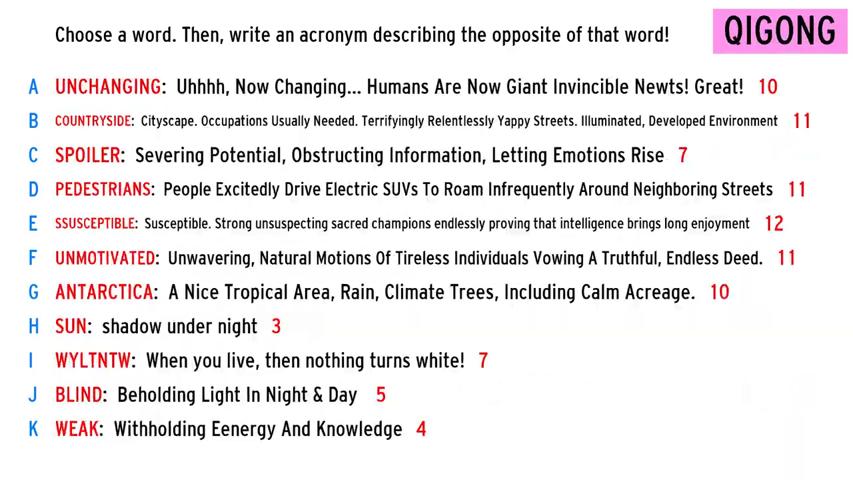 Choose a word. Then, write an acronym describing the opposite of that word! QIGONG
A UNCHANGING: Uhhhh, Now Changing... Humans Are Now Giant Invincible Newts! Great! 10
B COUNTRYSIDE: Cityscape. Occupations Usually Needed. Terrifyingly Relentlessly Yappy Streets. Illuminated, Developed Environment 11
C SPOILER: Severing Potential, Obstructing Information, Letting Emotions Rise 7
D PEDESTRIANS: People Excitedly Drive Electric SUVs To Roam Infrequently Around Neighboring Streets 11
E SSUSCEPTIBLE: Susceptible. Strong unsuspecting sacred champions endlessly proving that intelligence brings long enjoyment 12
F UNMOTIVATED: Unwavering, Natural Motions Of Tireless Individuals Vowing A Truthful, Endless Deed. 11
G ANTARCTICA: A Nice Tropical Area, Rain, Climate Trees, Including Calm Acreage. 10
H SUN: shadow under night 3
I WYLTNTW: When you live, then nothing turns white! 7
J BLIND: Beholding Light In Night & Day 5
K WEAK: Withholding Eenergy And Knowledge 4